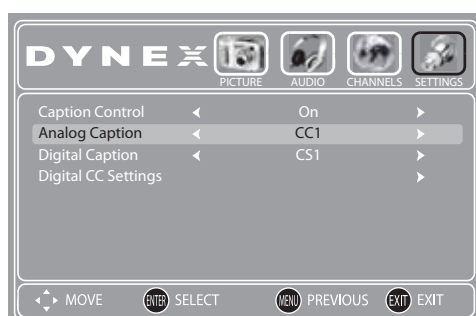 DYNEX
PICTURE AUDIO CHANNELS SETTINGS
Caption Control On
Analog Caption CC1
Digital Caption CS1
Digital CC Settings
MOVE ENTER SELECT MENU PREVIOUS EXIT EXIT